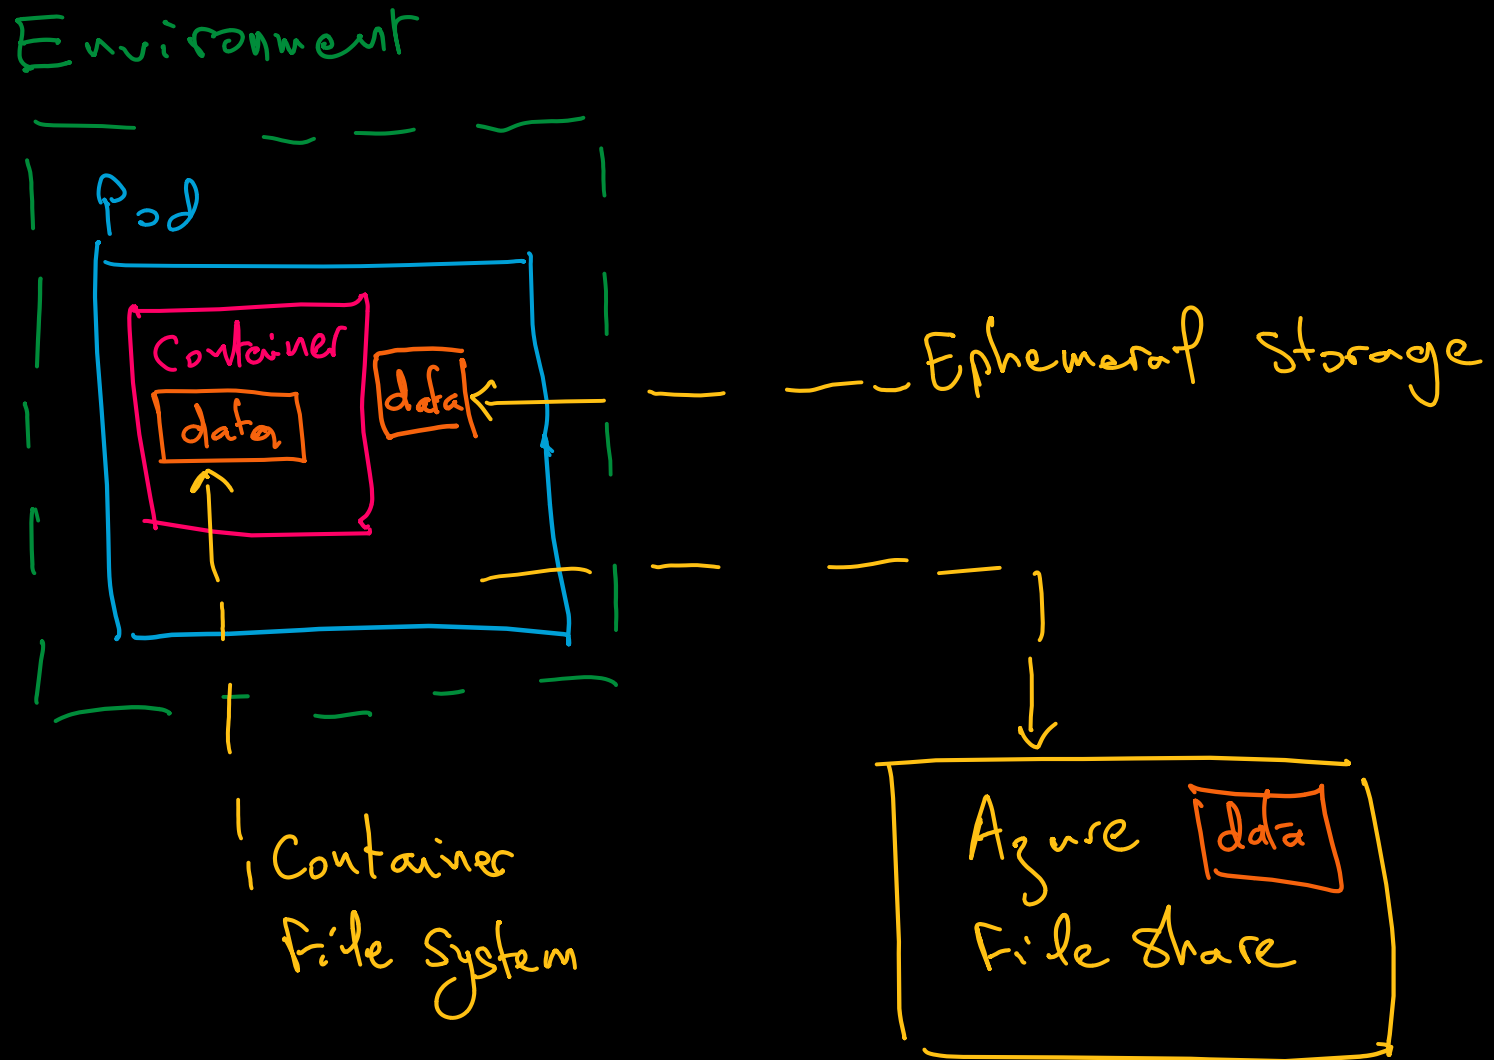 Environment
Pod
Container
data
data
Ephemeral Storage
Container
File System
Azure
data
File Share